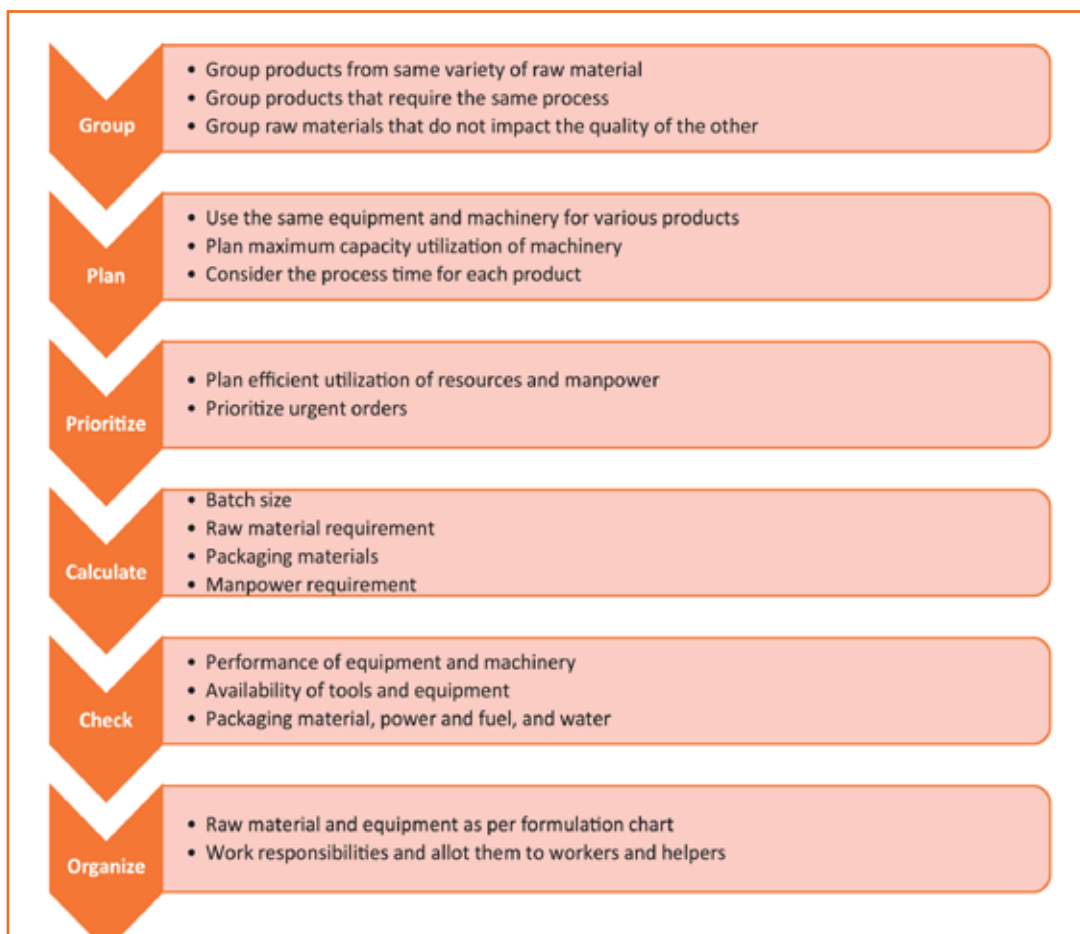 Group
• Group products from same variety of raw material
• Group products that require the same process
• Group raw materials that do not impact the quality of the other
Plan
• Use the same equipment and machinery for various products
• Plan maximum capacity utilization of machinery
• Consider the process time for each product
Prioritize
• Plan efficient utilization of resources and manpower
• Prioritize urgent orders
Calculate
• Batch size
• Raw material requirement
• Packaging materials
• Manpower requirement
Check
• Performance of equipment and machinery
• Availability of tools and equipment
• Packaging material, power and fuel, and water
Organize
• Raw material and equipment as per formulation chart
• Work responsibilities and allot them to workers and helpers